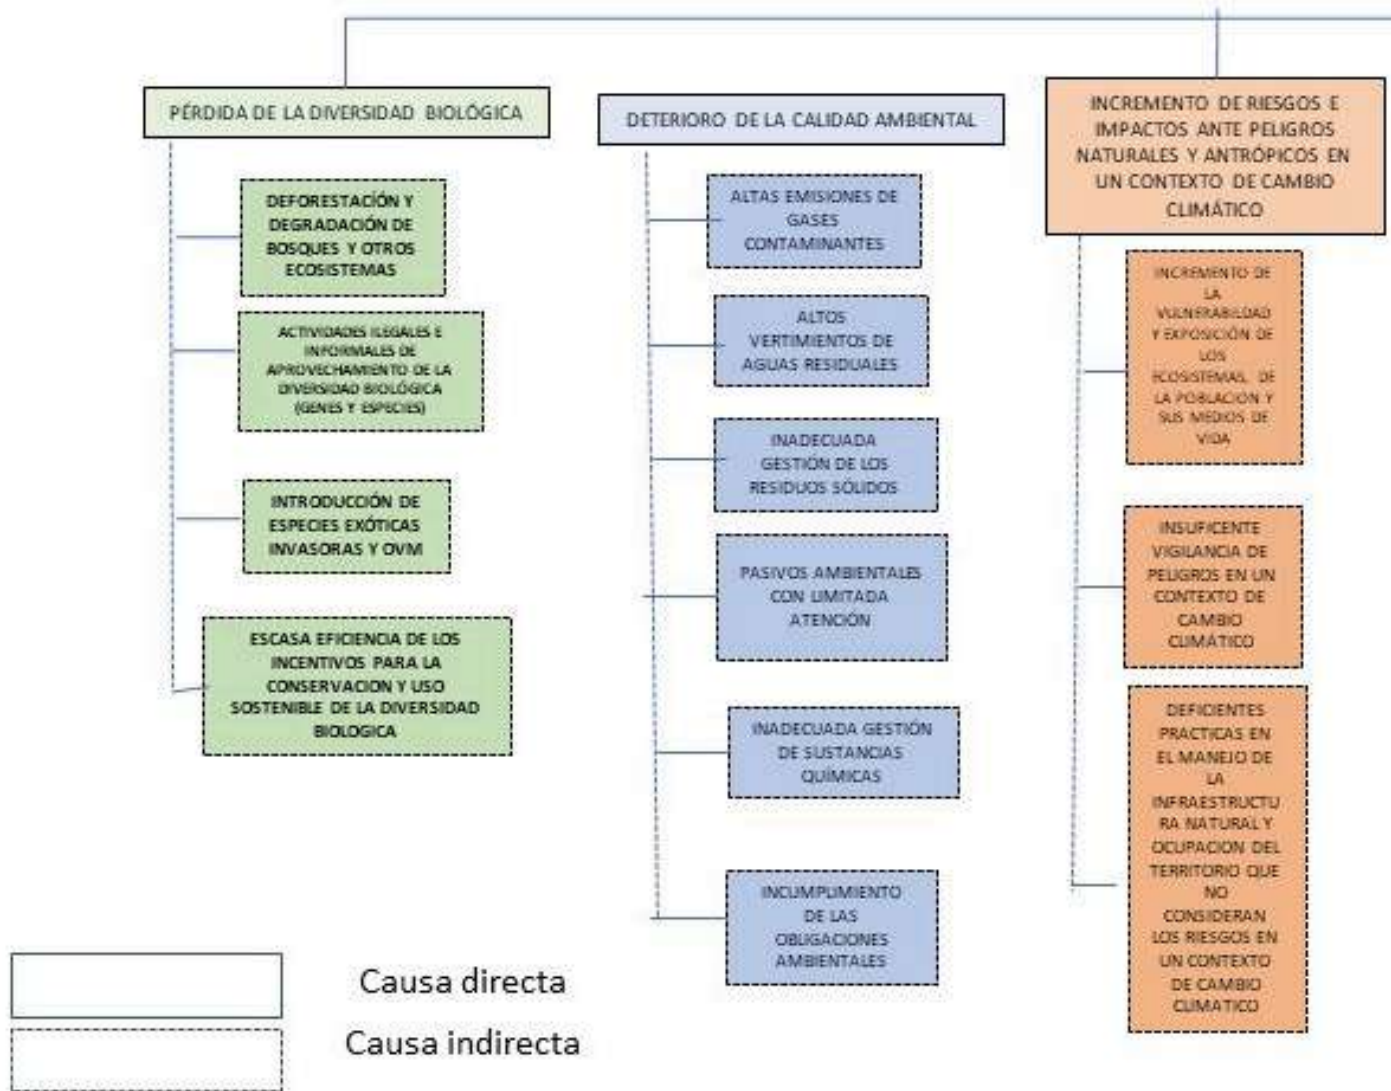 PÉRDIDA DE LA DIVERSIDAD BIOLÓGICA
DEFORESTACÍÓN Y
DEGRADACIÓN DE
BOSQUES Y OTROS
ECOSISTEMAS
ACTIVIDADES ILEGALES E
INFORMALES DE
APROVECHAMIENTO DE LA
DIVERSIDAD BIOLÓGICA
(GENES Y ESPECIES)
INTRODUCCIÓN DE
ESPECIES EXÓTICAS
INVASORAS Y OVM
ESCASA EFICIENCIA DE LOS
INCENTIVOS PARA LA
CONSERVACION Y USO
SOSTENIBLE DE LA DIVERSIDAD
BIOLOGICA
DETERIORO DE LA CALIDAD AMBIENTAL
ALTAS EMISIONES DE
GASES
CONTAMINANTES
ALTOS
VERTIMIENTOS DE
AGUAS RESIDUALES
INADECUADA
GESTIÓN DE LOS
RESIDUOS SÓLIDOS
PASIVOS AMBIENTALES
CON LIMITADA
ATENCIÓN
INADECUADA GESTIÓN
DE SUSTANCIAS
QUÍMICAS
INCUMPLIMIENTO
DE LAS
OBLIGACIONES
AMBIENTALES
INCREMENTO DE RIESGOS E
IMPACTOS ANTE PELIGROS
NATURALES Y ANTRÓPICOS EN
UN CONTEXTO DE CAMBIO
CLIMÁTICO
INCREMENTO DE
LA
VULNERABILDAD
Y EXPOSICIÓN DE
LOS
ECOSISTEMAS, DE
LA POBLACION Y
SUS MEDIOS DE
VIDA
INSUFICENTE
VIGILANCIA DE
PELIGROS EN UN
CONTEXTO DE
CAMBIO
CLIMÁTICO
DEFICIENTES
PRACTICAS EN
EL MANEJO DE
LA
INFRAESTRUCTU
RA NATURAL Y
OCUPACION DEL
TERRITORIO QUE
NO
CONSIDERAN
LOS RIESGOS EN
UN CONTEXTO
DE CAMBIO
CLIMATICO
Causa directa
Causa indirecta